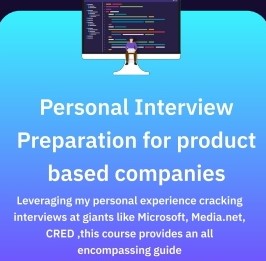 Personal Interview
Preparation for product
based companies
Leveraging my personal experience cracking
interviews at giants like Microsoft, Media.net,
CRED ,this course provides an all
encompassing guide